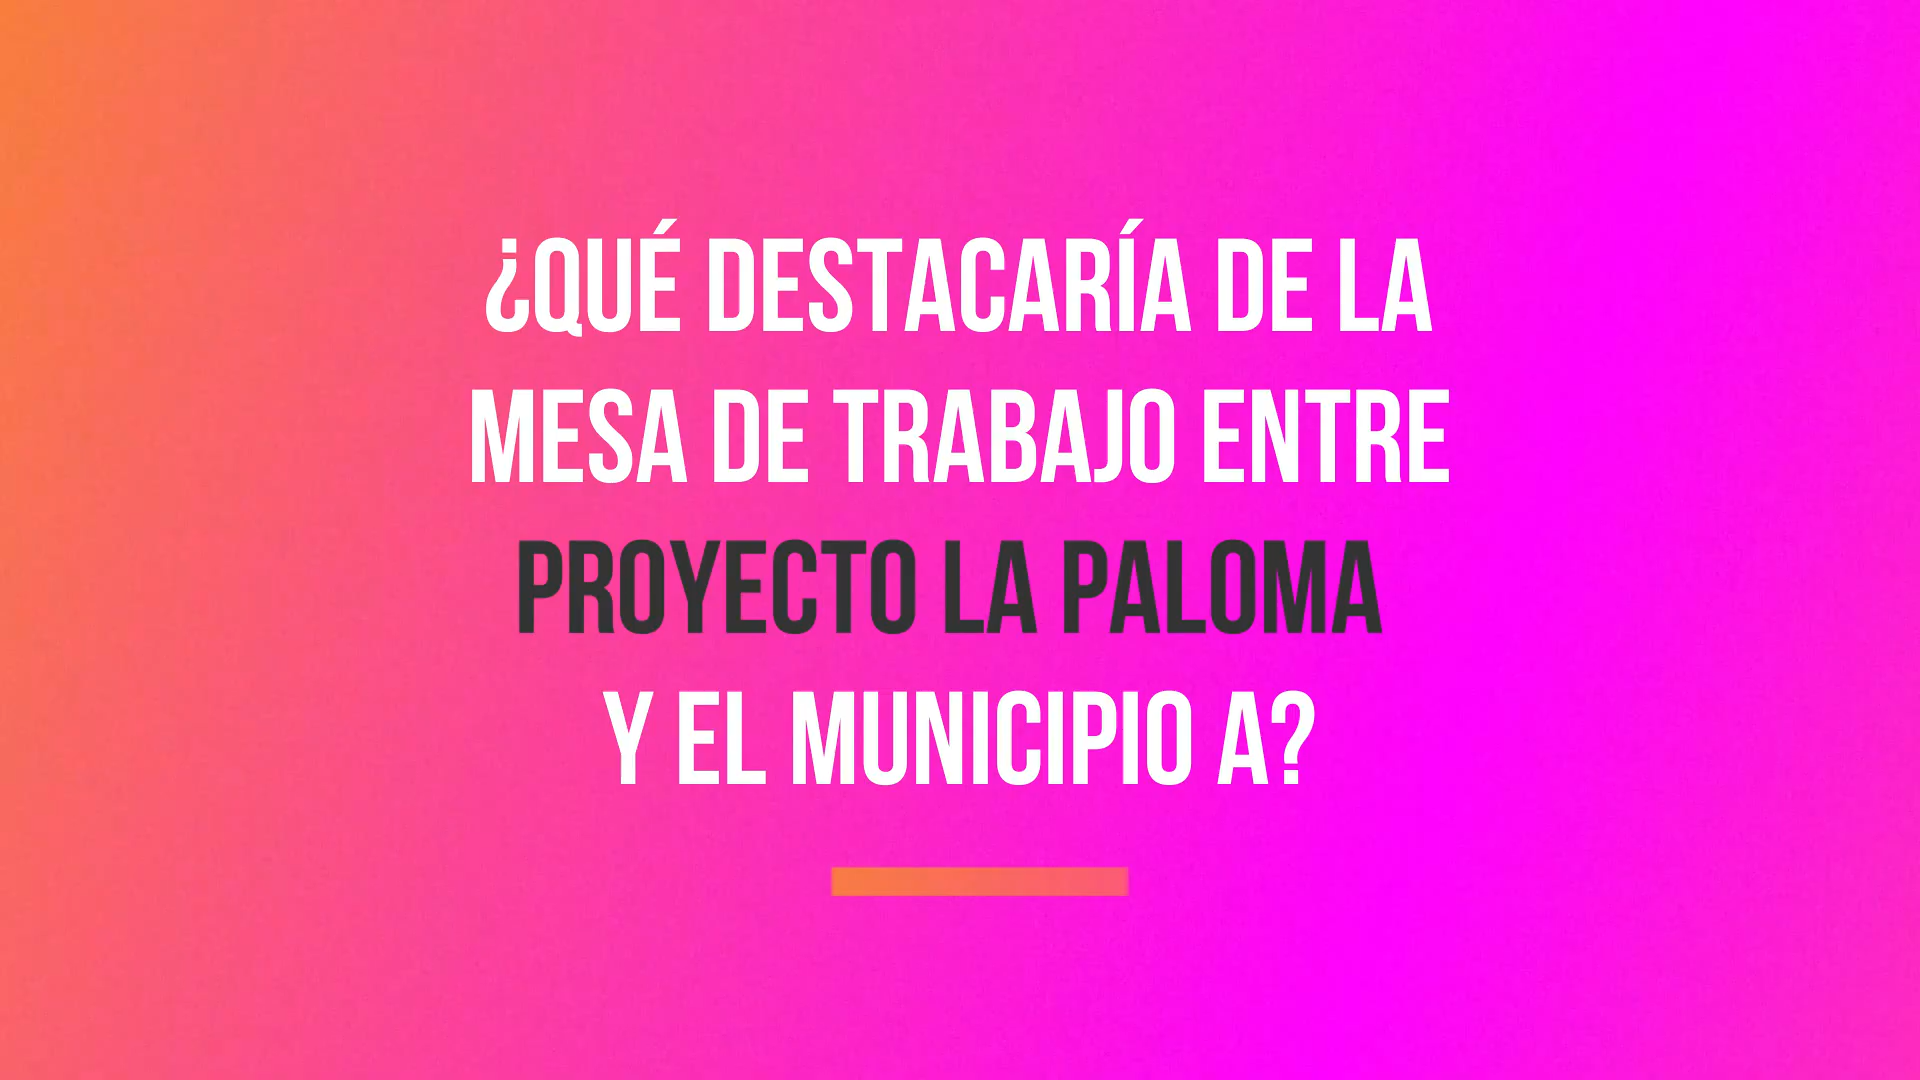 ¿QUÉ DESTACARÍA DE LA
MESA DE TRABAJO ENTRE
PROYECTO LA PALOMA
Y EL MUNICIPIO A?